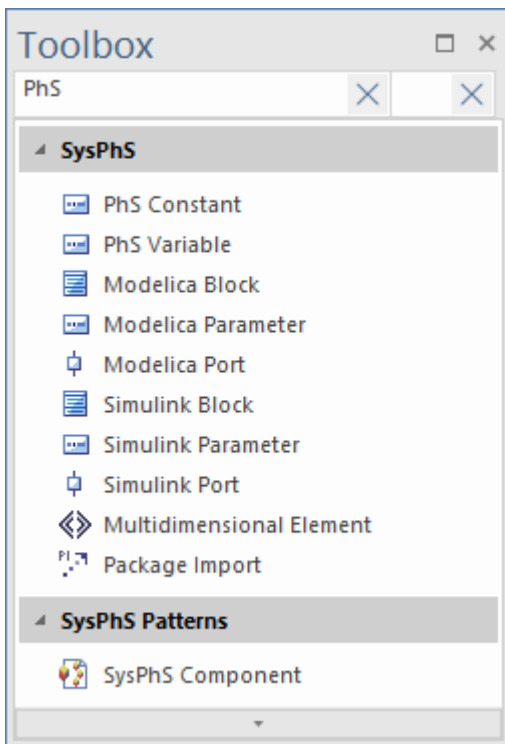 Toolbox
PhS
SysPhS
PhS Constant
PhS Variable
Modelica Block
Modelica Parameter
Modelica Port
Simulink Block
Simulink Parameter
Simulink Port
Multidimensional Element
PI Package Import
SysPhS Patterns
SysPhS Component